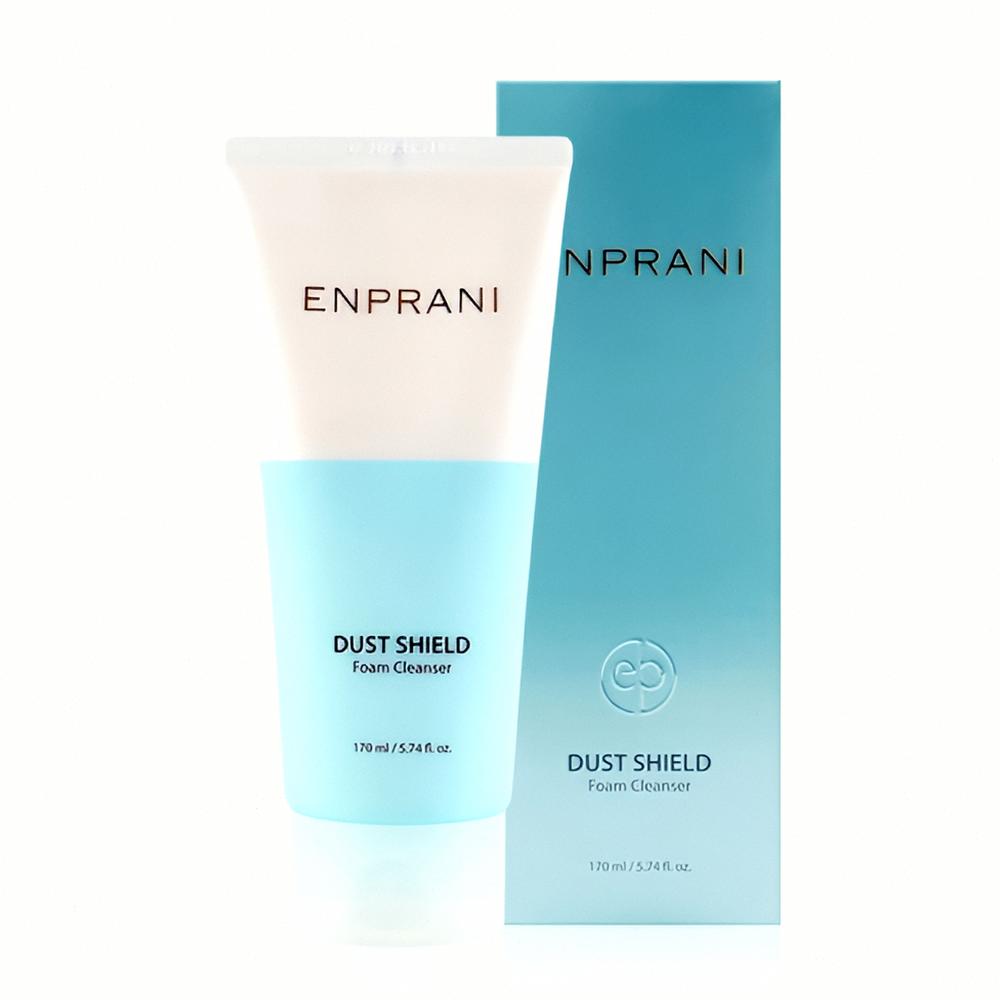 ENPRANI
DUST SHIELD
Foam Cleanser
170 ml / 5.74 fl. oz.
NPRANI
ep
DUST SHIELD
Foam Cleanser
170 ml / 5.74 fl. oz.